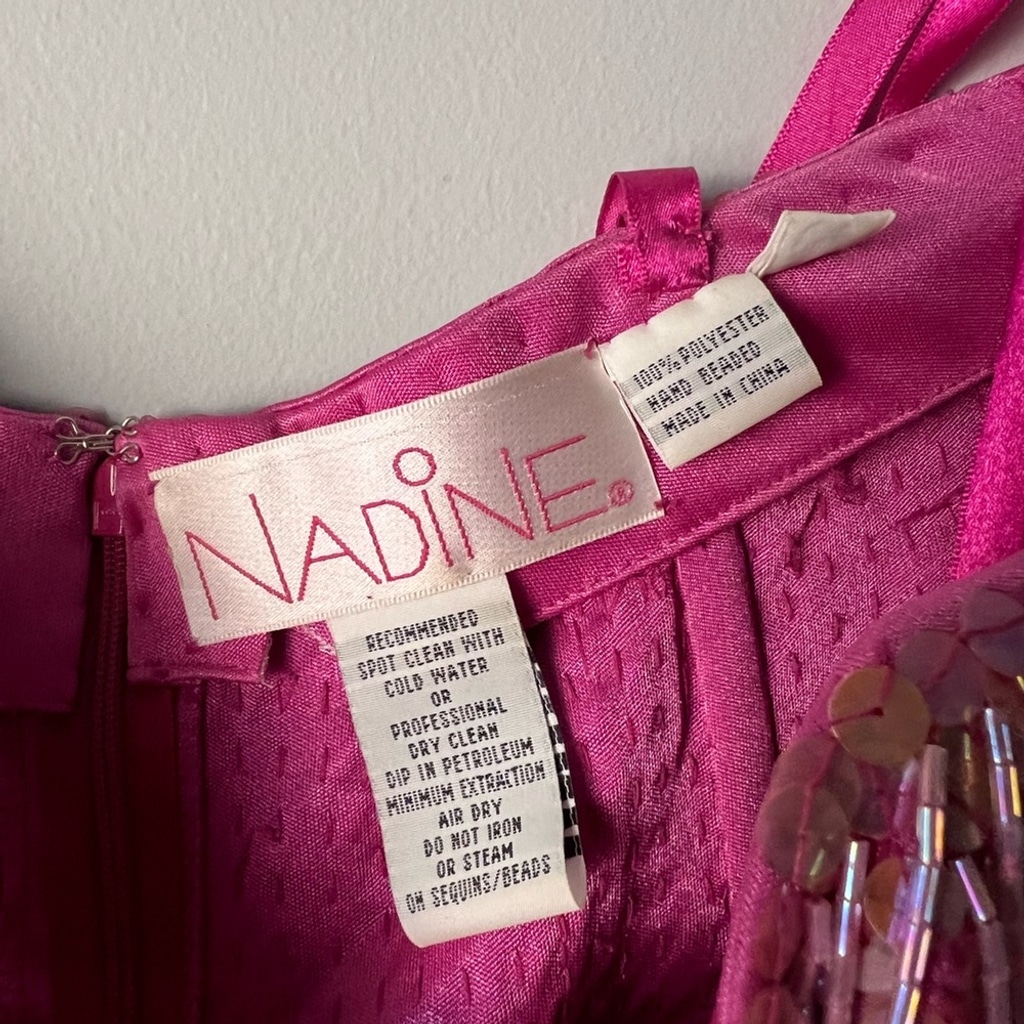 100% POLYESTER
HAND BEADED
MADE IN CHINA
NADINE®
RECOMMENDED
SPOT CLEAN WITH
COLD WATER
OR
PROFESSIONAL
DRY CLEAN
DIP IN PETROLEUM
MINIMUM EXTRACTION
AIR DRY
DO NOT IRON
OR STEAM
ON SEQUINS/BEADS